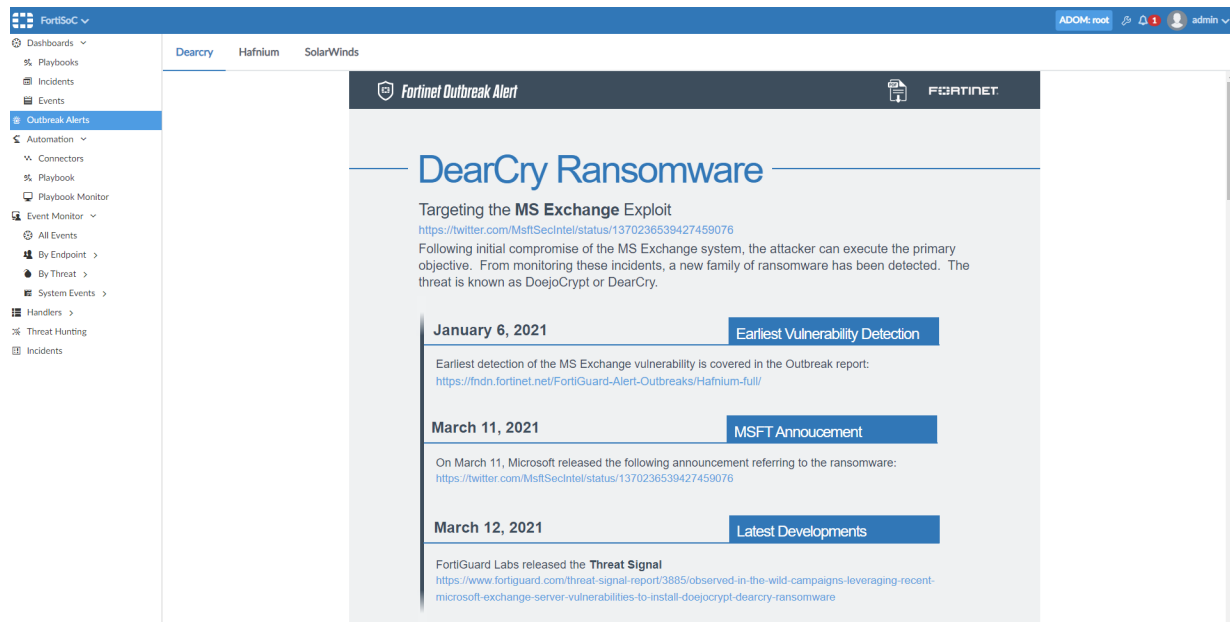 FortiSoC
ADOM: root
1
admin
Dashboards
Playbooks
Incidents
Events
Outbreak Alerts
Automation
Connectors
Playbook
Playbook Monitor
Event Monitor
All Events
By Endpoint
By Threat
System Events
Handlers
Threat Hunting
Incidents
Dearcry Hafnium SolarWinds
Fortinet Outbreak Alert
PDF
FORTINET
DearCry Ransomware
Targeting the MS Exchange Exploit
https://twitter.com/MsftSecIntel/status/1370236539427459076
Following initial compromise of the MS Exchange system, the attacker can execute the primary
objective. From monitoring these incidents, a new family of ransomware has been detected. The
threat is known as DoejoCrypt or DearCry.
January 6, 2021
Earliest Vulnerability Detection
Earliest detection of the MS Exchange vulnerability is covered in the Outbreak report:
https://fndn.fortinet.net/FortiGuard-Alert-Outbreaks/Hafnium-full/
March 11, 2021
MSFT Annoucement
On March 11, Microsoft released the following announcement referring to the ransomware:
https://twitter.com/MsftSecIntel/status/1370236539427459076
March 12, 2021
Latest Developments
FortiGuard Labs released the Threat Signal
https://www.fortiguard.com/threat-signal-report/3885/observed-in-the-wild-campaigns-leveraging-recent-
microsoft-exchange-server-vulnerabilities-to-install-doejocrypt-dearcry-ransomware